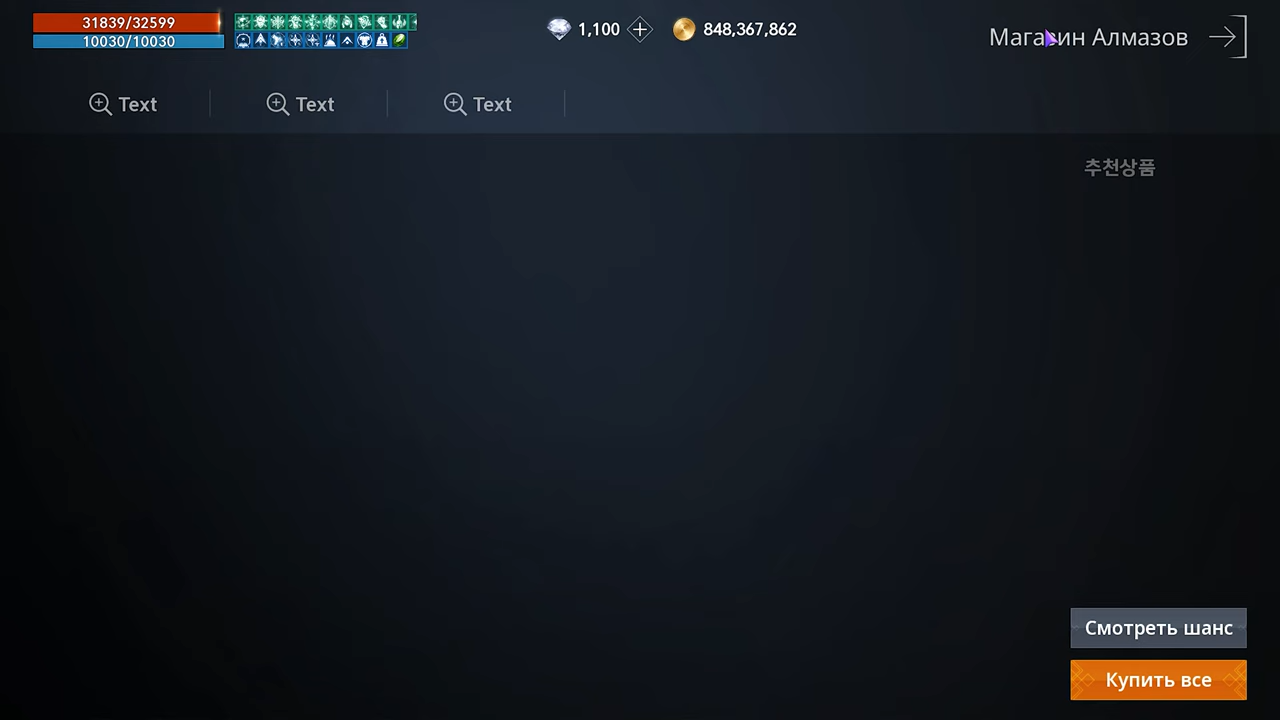 31839/32599
10030/10030
1,100
848,367,862
Магазин Алмазов
Text
Text
Text
추천상품
Смотреть шанс
Купить все